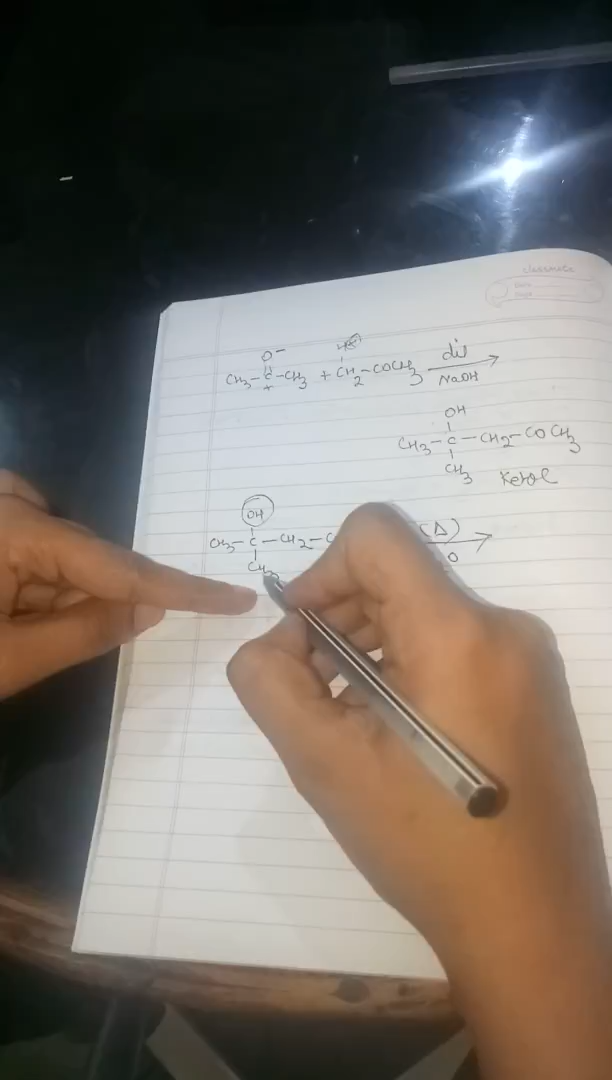 classmate
O⁻ H⊕
CH₃-C-CH₃ + CH₂-COCH₃ dil
+ NaOH
OH
CH₃-C-CH₂-COCH₃
CH₃ Ketol
OH
CH₃-C-CH₂-C (Δ)
CH₃ O